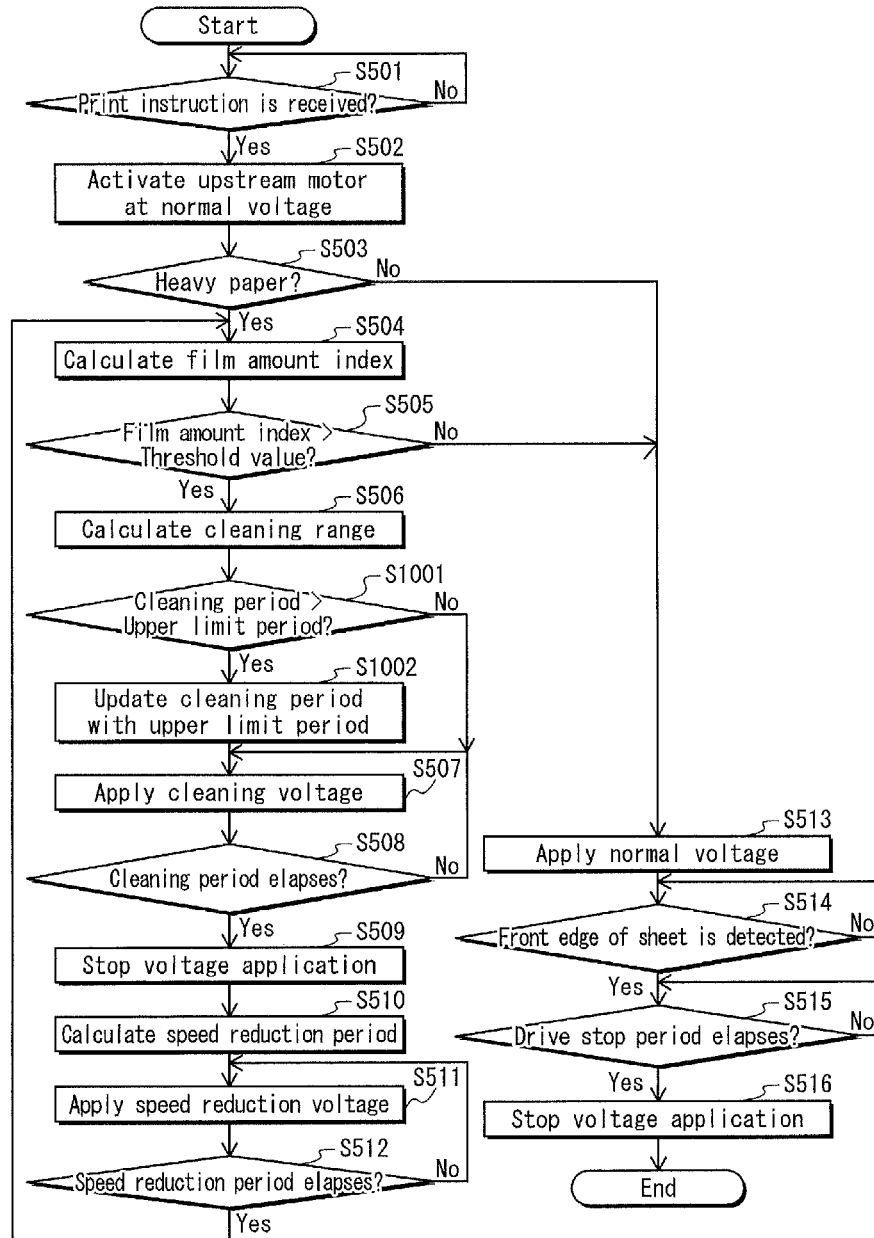 Start
S501
Print instruction is received?
No
Yes
S502
Activate upstream motor
at normal voltage
S503
Heavy paper?
No
Yes
S504
Calculate film amount index
S505
Film amount index >
Threshold value?
No
Yes
S506
Calculate cleaning range
S1001
Cleaning period >
Upper limit period?
No
Yes
S1002
Update cleaning period
with upper limit period
S507
Apply cleaning voltage
S508
Cleaning period elapses?
No
Yes
S509
Stop voltage application
S510
Calculate speed reduction period
S511
Apply speed reduction voltage
S512
Speed reduction period elapses?
No
Yes
S513
Apply normal voltage
S514
Front edge of sheet is detected?
No
Yes
S515
Drive stop period elapses?
No
Yes
S516
Stop voltage application
End